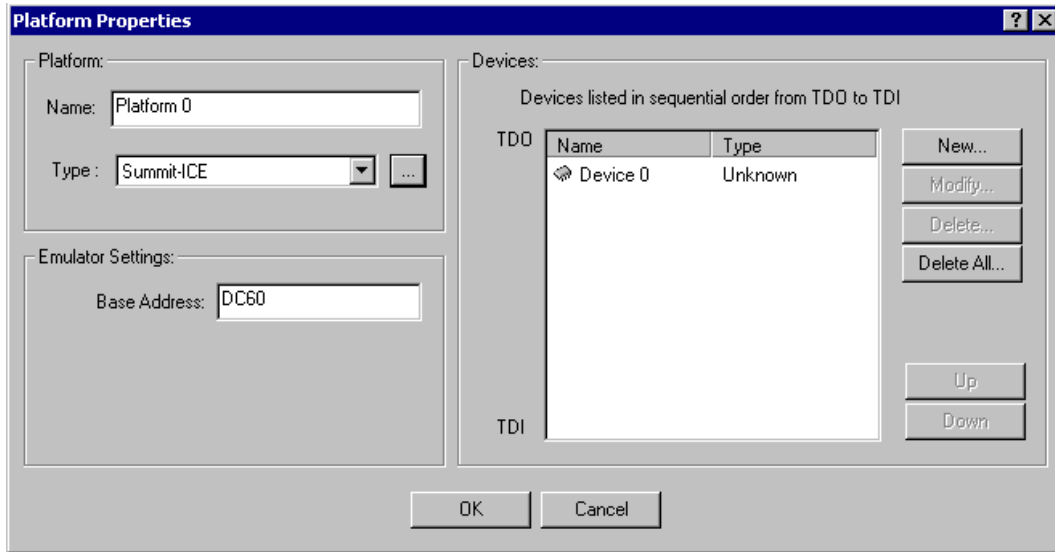 Platform Properties
Platform:
Name: Platform 0
Type : Summit-ICE ...
Emulator Settings:
Base Address: DC60
Devices:
Devices listed in sequential order from TDO to TDI
TDO
Name Type
Device 0 Unknown
TDI
New...
Modify...
Delete...
Delete All...
Up
Down
OK Cancel